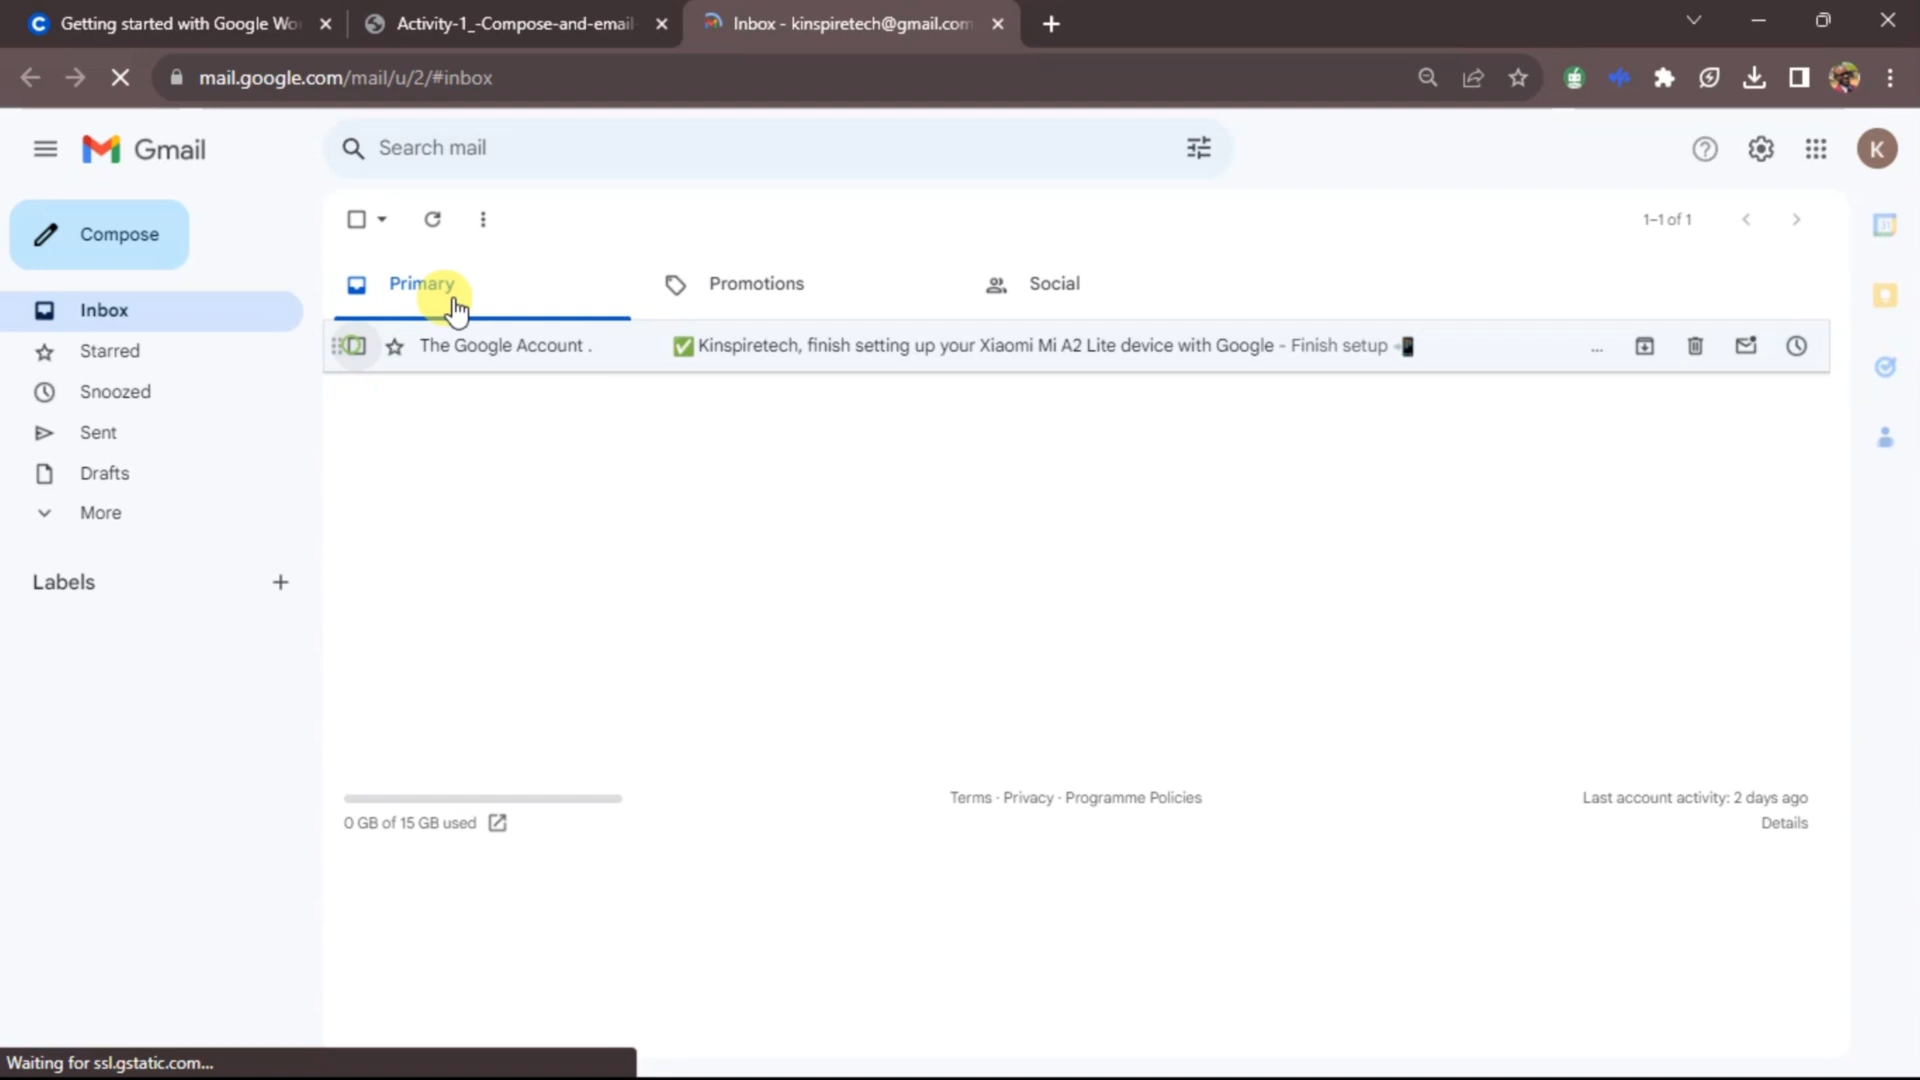 Getting started with Google Wo
Activity-1_-Compose-and-email
Inbox - kinspiretech@gmail.com
mail.google.com/mail/u/2/#inbox
Gmail
Search mail
K
Compose
1–1 of 1
31
Primary
Promotions
Social
Inbox
The Google Account .
✅ Kinspiretech, finish setting up your Xiaomi Mi A2 Lite device with Google - Finish setup 📲 ...
Starred
Snoozed
Sent
Drafts
More
Labels
0 GB of 15 GB used
Terms · Privacy · Programme Policies
Last account activity: 2 days ago
Details
Waiting for ssl.gstatic.com...